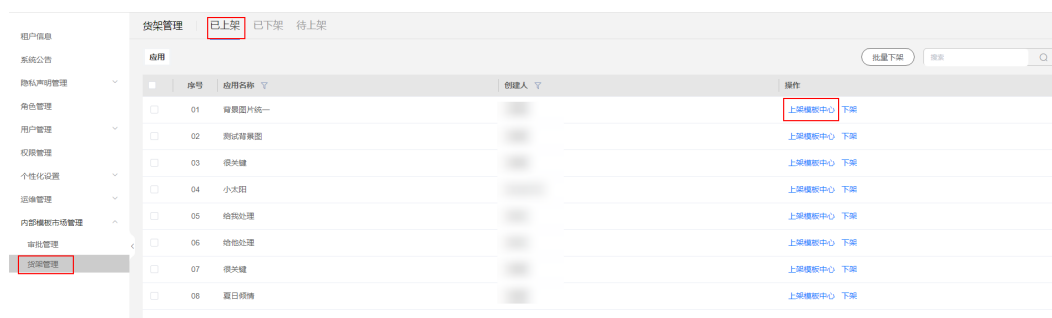 租户信息
系统公告
隐私声明管理
角色管理
用户管理
权限管理
个性化设置
运维管理
内部模板市场管理
审批管理
货架管理
货架管理 已上架 已下架 待上架
应用 批量下架 搜索
序号 应用名称 创建人 操作
01 背景图片统一 上架模板中心 下架
02 测试背景图 上架模板中心 下架
03 很关键 上架模板中心 下架
04 小太阳 上架模板中心 下架
05 给我处理 上架模板中心 下架
06 给他处理 上架模板中心 下架
07 很关键 上架模板中心 下架
08 夏日倾情 上架模板中心 下架